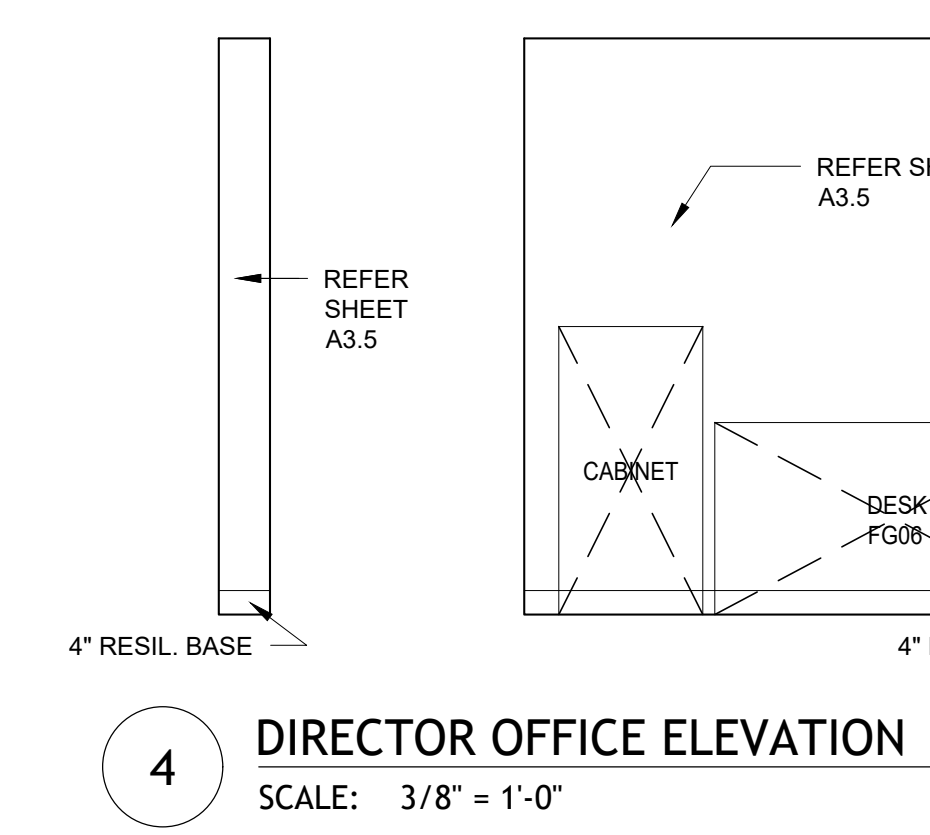 REFER
A3.5
REFER
SHEET
A3.5
CABINET
DESK
FG06
4" RESIL. BASE
4"
4
DIRECTOR OFFICE ELEVATION
SCALE: 3/8" = 1'-0"